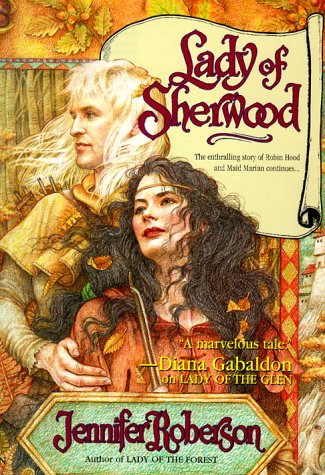 Lady of
Sherwood
The enthralling story of Robin Hood
and Maid Marian continues...
"A marvelous tale."
—Diana Gabaldon
on LADY OF THE GLEN
Jennifer Roberson
Author of LADY OF THE FOREST